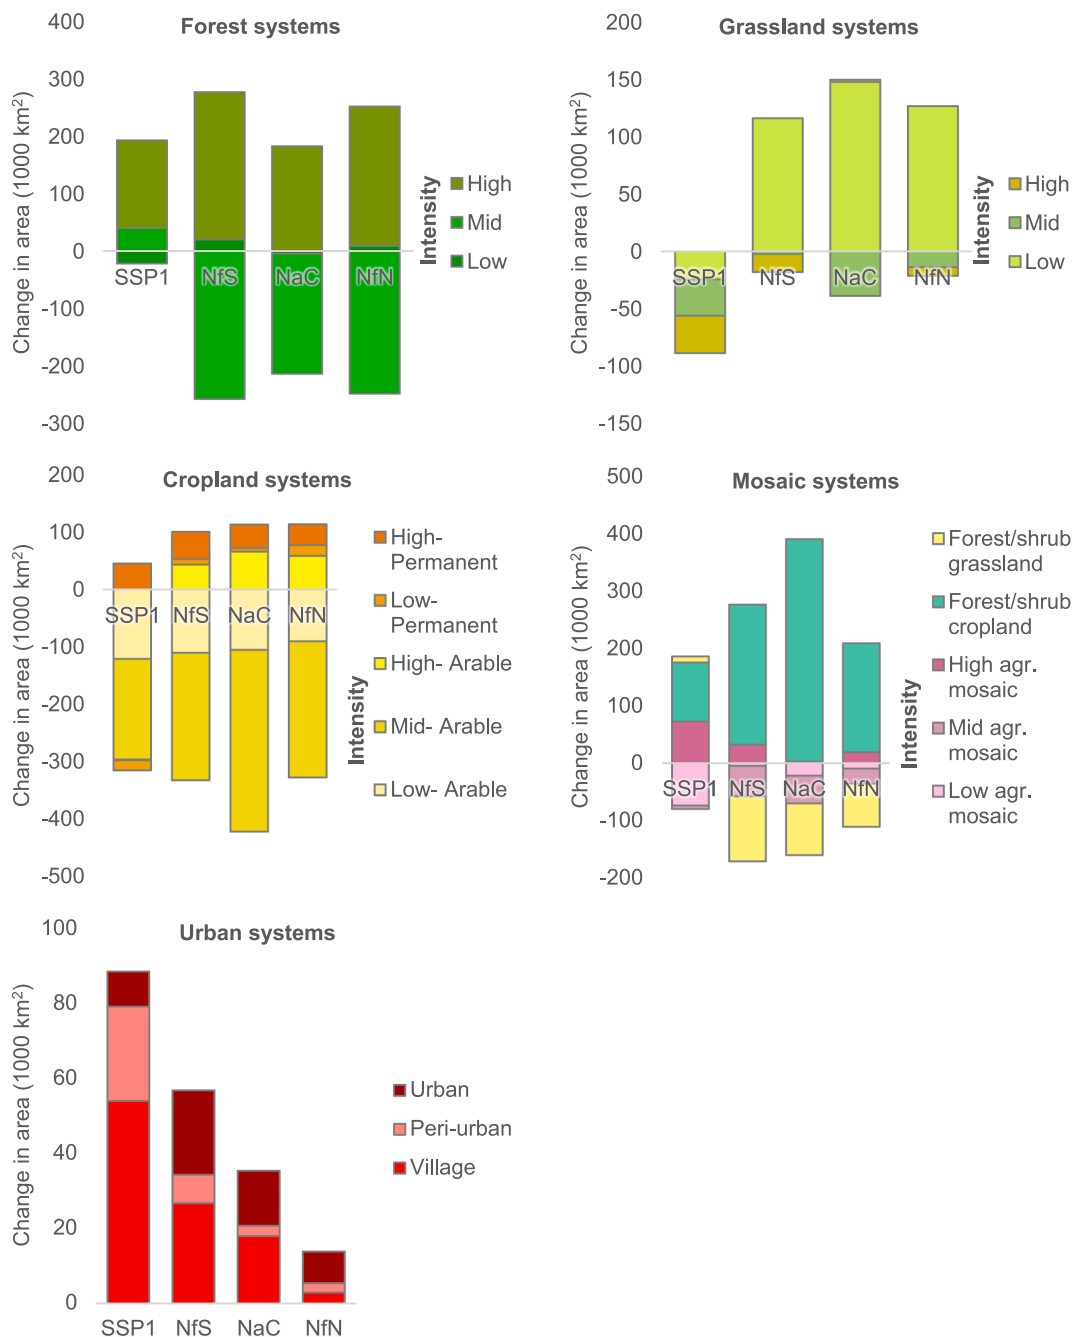 Forest systems
Change in area (1000 km²)
400
300
200
100
0
-100
-200
-300
SSP1
NfS
NaC
NfN
Intensity
High
Mid
Low
Grassland systems
Change in area (1000 km²)
200
150
100
50
0
-50
-100
-150
SSP1
NfS
NaC
NfN
Intensity
High
Mid
Low
Cropland systems
Change in area (1000 km²)
200
100
0
-100
-200
-300
-400
-500
SSP1
NfS
NaC
NfN
Intensity
High-
Permanent
Low-
Permanent
High- Arable
Mid- Arable
Low- Arable
Mosaic systems
Change in area (1000 km²)
500
400
300
200
100
0
-100
-200
SSP1
NfS
NaC
NfN
Intensity
Forest/shrub
grassland
Forest/shrub
cropland
High agr.
mosaic
Mid agr.
mosaic
Low agr.
mosaic
Urban systems
Change in area (1000 km²)
100
80
60
40
20
0
SSP1
NfS
NaC
NfN
Urban
Peri-urban
Village